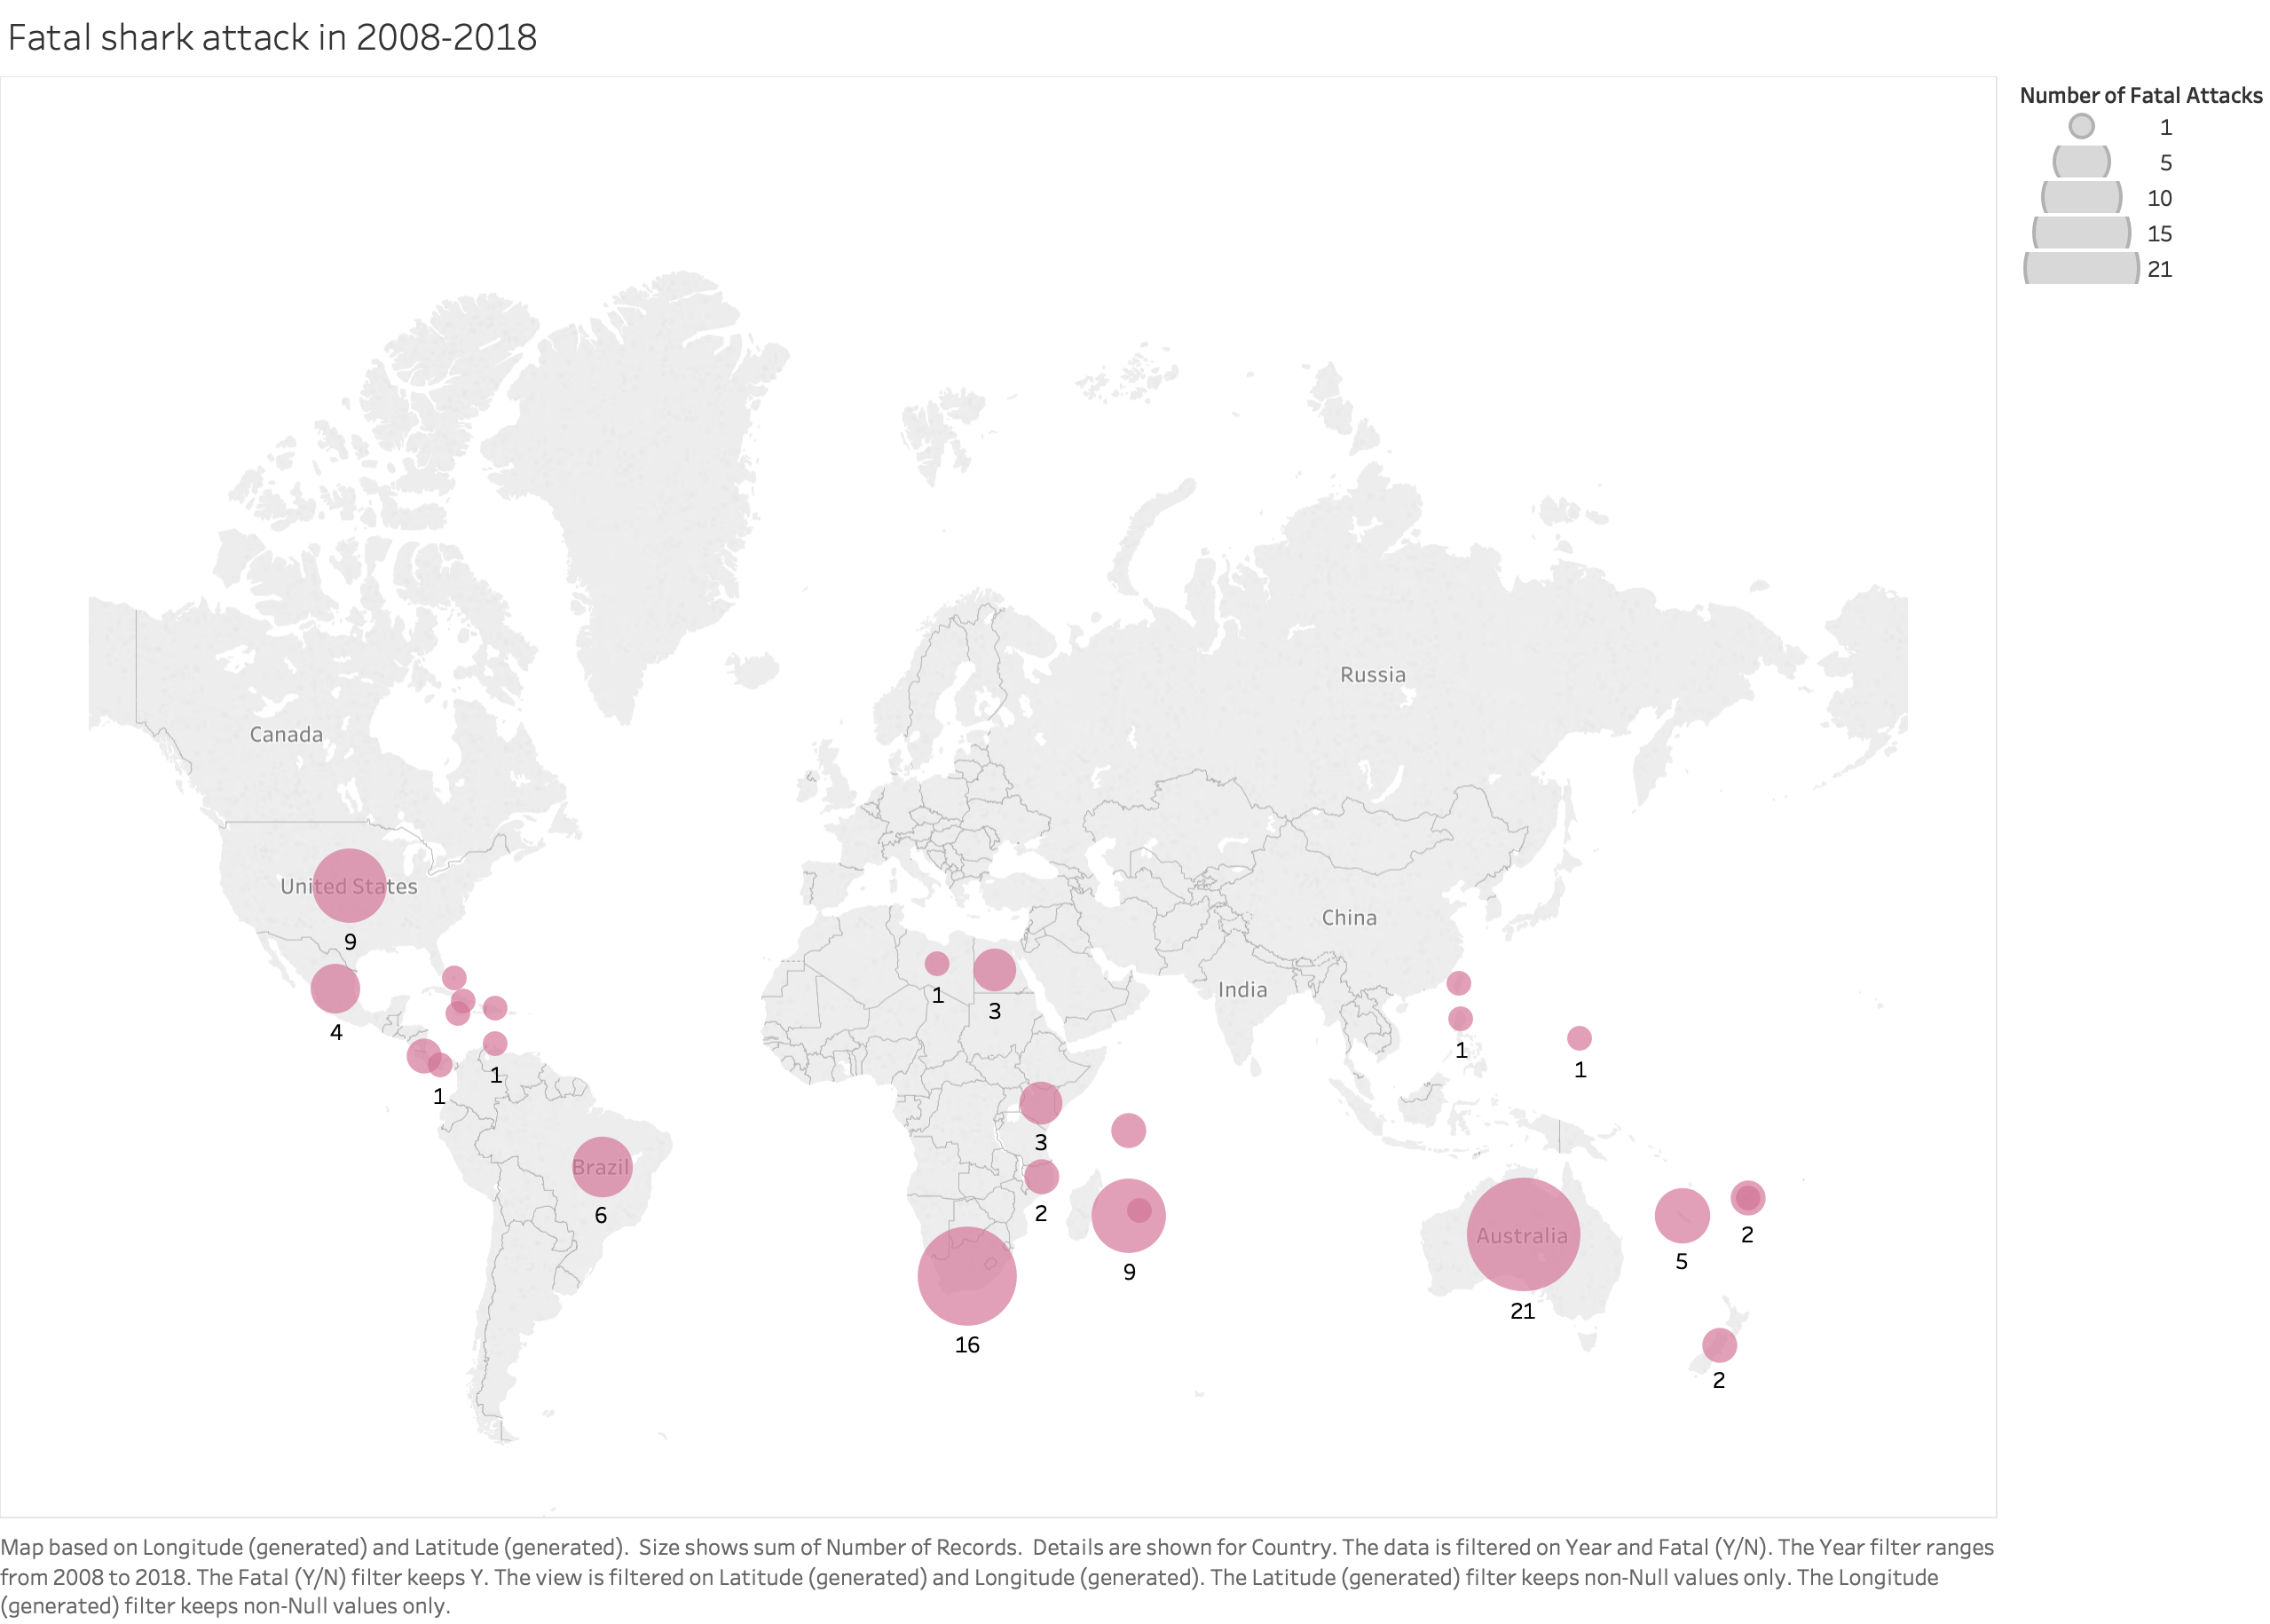 Fatal shark attack in 2008-2018
Number of Fatal Attacks
1
5
10
15
21
Russia
Canada
United States
9
China
India
1
3
4
1
1
1
1
3
Brazil
6
2
2
Australia
5
9
21
16
2
Map based on Longitude (generated) and Latitude (generated).  Size shows sum of Number of Records.  Details are shown for Country. The data is filtered on Year and Fatal (Y/N). The Year filter ranges
from 2008 to 2018. The Fatal (Y/N) filter keeps Y. The view is filtered on Latitude (generated) and Longitude (generated). The Latitude (generated) filter keeps non-Null values only. The Longitude
(generated) filter keeps non-Null values only.